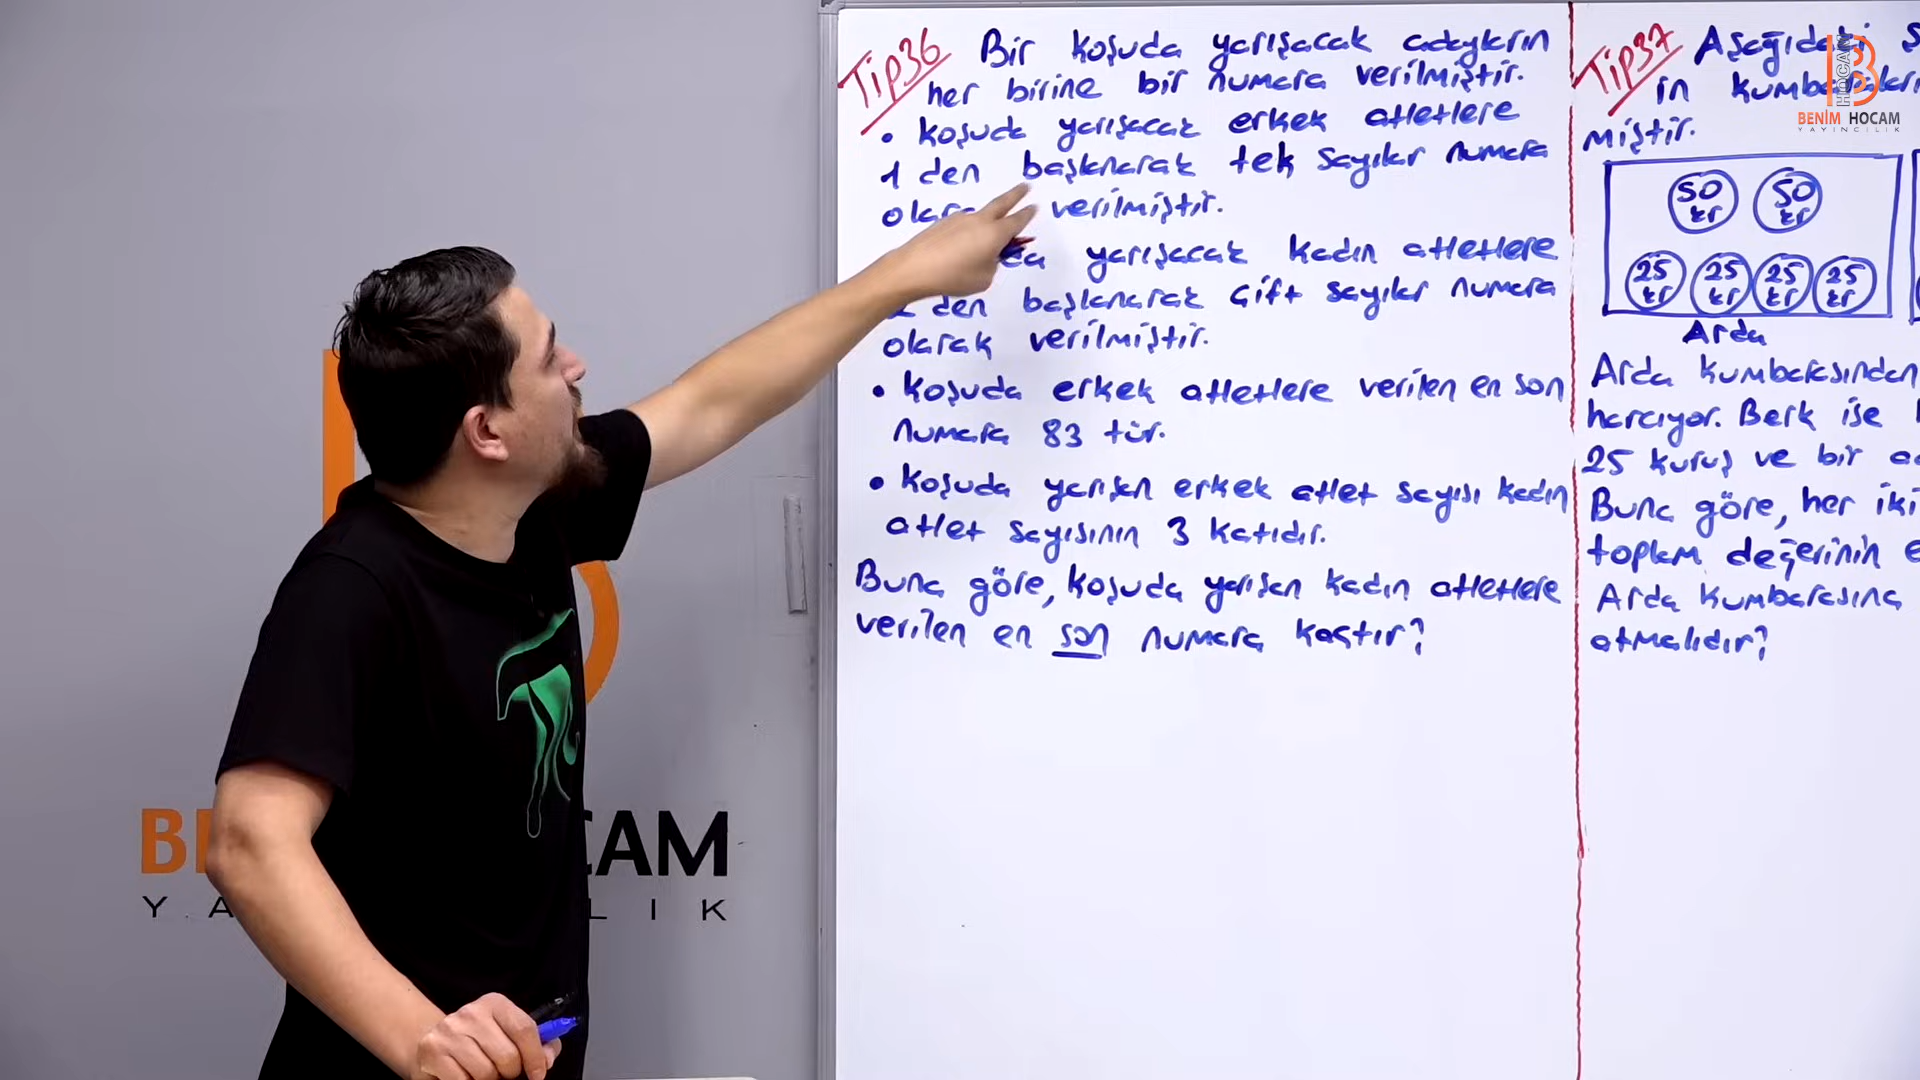 Tip36 Bir koşuda yarışacak adayların
her birine bir numara verilmiştir.
• Koşuda yarışacak erkek atletlere
1 den başlanarak tek sayılar numara
verilmiştir.
yarışacak kadın atletlere
den başlanarak çift sayılar numara
olarak verilmiştir.
• Koşuda erkek atletlere verilen en son
numara 83 tür.
• Koşuda yarışan erkek atlet sayısı kadın
atlet sayısının 3 katıdır.
Buna göre, koşuda yarışan kadın atletlere
verilen en son numara kaçtır?
Tip37 Aşağıdaki Ş
in
miştir.
50 kr 50 kr
25 kr 25 kr 25 kr 25 kr
Arda
Arda kumbarasından
harcıyor. Berk ise
25 kuruş ve bir
Buna göre, her iki
toplam değerinin e
Arda kumbarasına
atmalıdır?
B HOCAM
BENİM HOCAM
YAYINCILIK